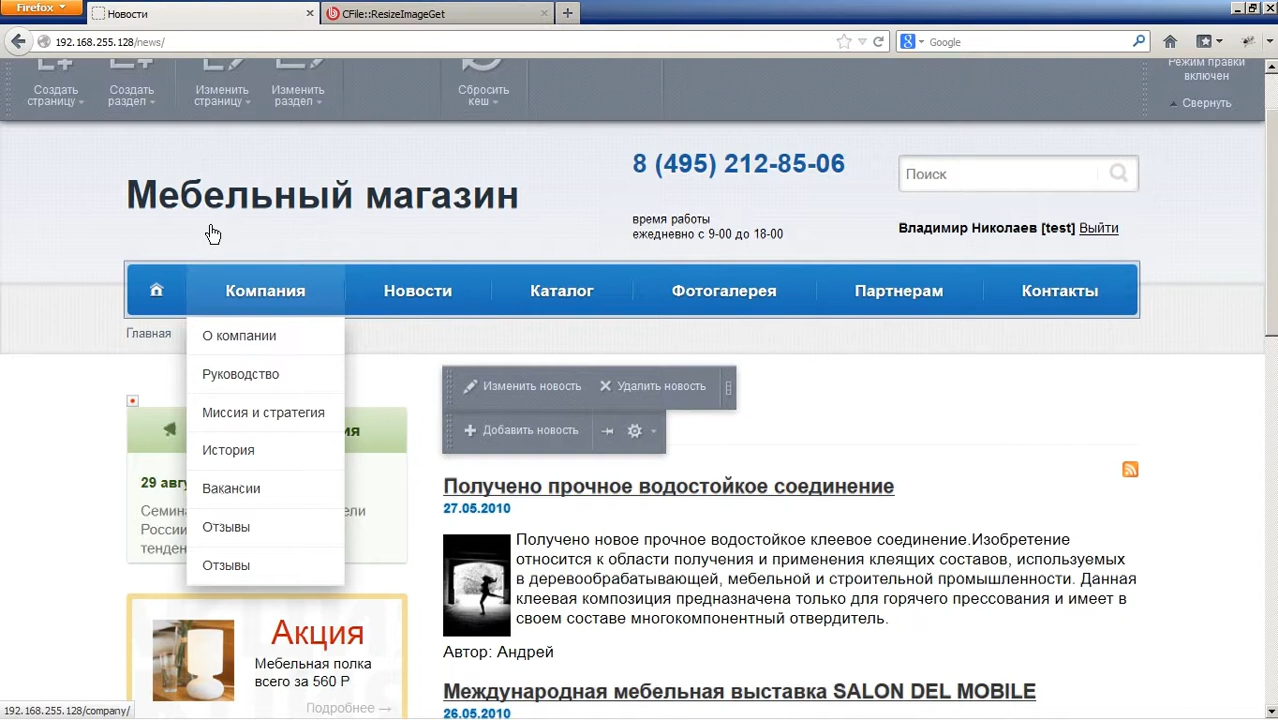 Firefox
Новости
CFile::ResizeImageGet
192.168.255.128/news/
Google
Создать страницу
Создать раздел
Изменить страницу
Изменить раздел
Сбросить кеш
Режим правки включен
Свернуть
Мебельный магазин
8 (495) 212-85-06
время работы
ежедневно с 9-00 до 18-00
Поиск
Владимир Николаев [test] Выйти
Компания
Новости
Каталог
Фотогалерея
Партнерам
Контакты
Главная
О компании
Руководство
Миссия и стратегия
История
Вакансии
Отзывы
Отзывы
Изменить новость
Удалить новость
Добавить новость
Получено прочное водостойкое соединение
27.05.2010
Получено новое прочное водостойкое клеевое соединение.Изобретение
относится к области получения и применения клеящих составов, используемых
в деревообрабатывающей, мебельной и строительной промышленности. Данная
клеевая композиция предназначена только для горячего прессования и имеет в
своем составе многокомпонентный отвердитель.
Автор: Андрей
Международная мебельная выставка SALON DEL MOBILE
26.05.2010
Акция
Мебельная полка
всего за 560 Р
Подробнее →
192.168.255.128/company/